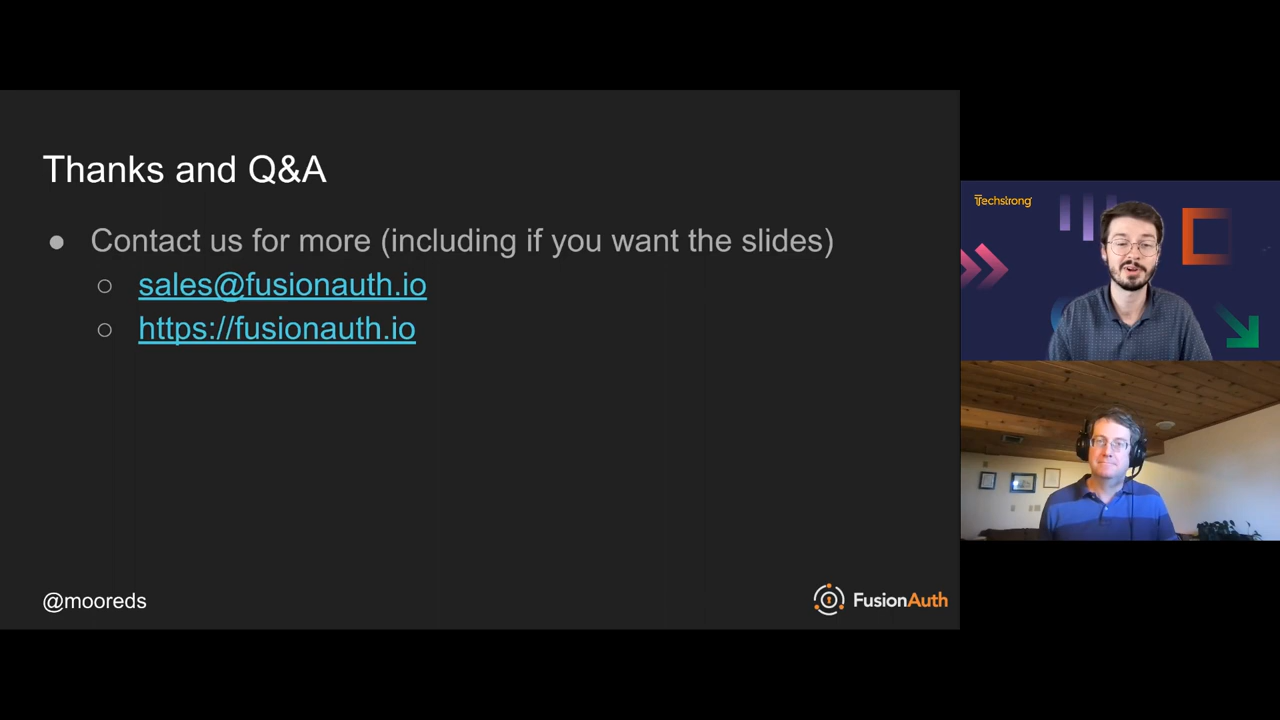 Thanks and Q&A
● Contact us for more (including if you want the slides)
○ sales@fusionauth.io
○ https://fusionauth.io
@mooreds
FusionAuth
Techstrong